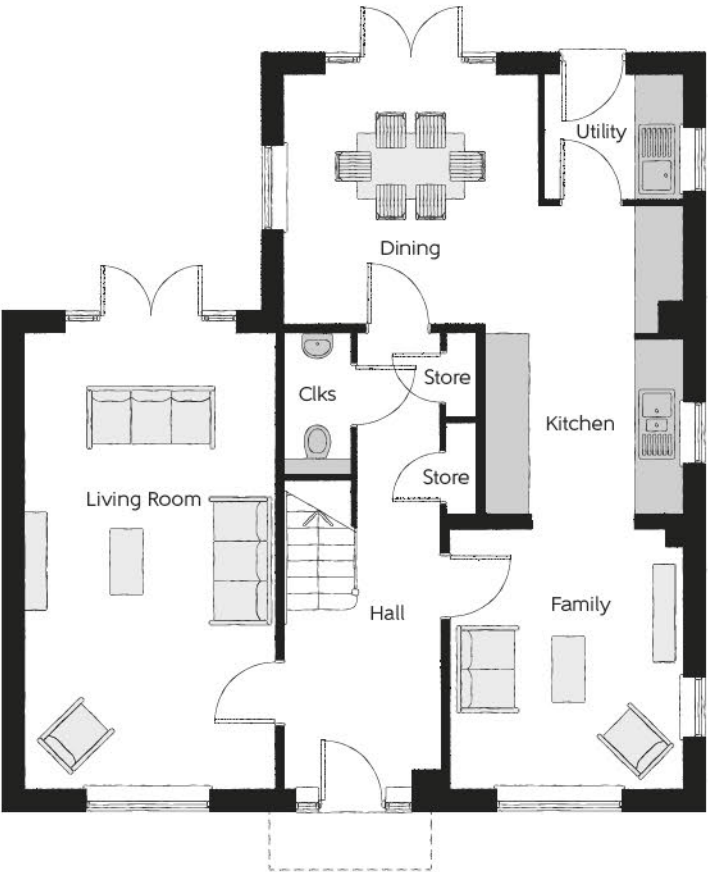 Utility
Dining
Store
Clks
Kitchen
Store
Living Room
Family
Hall